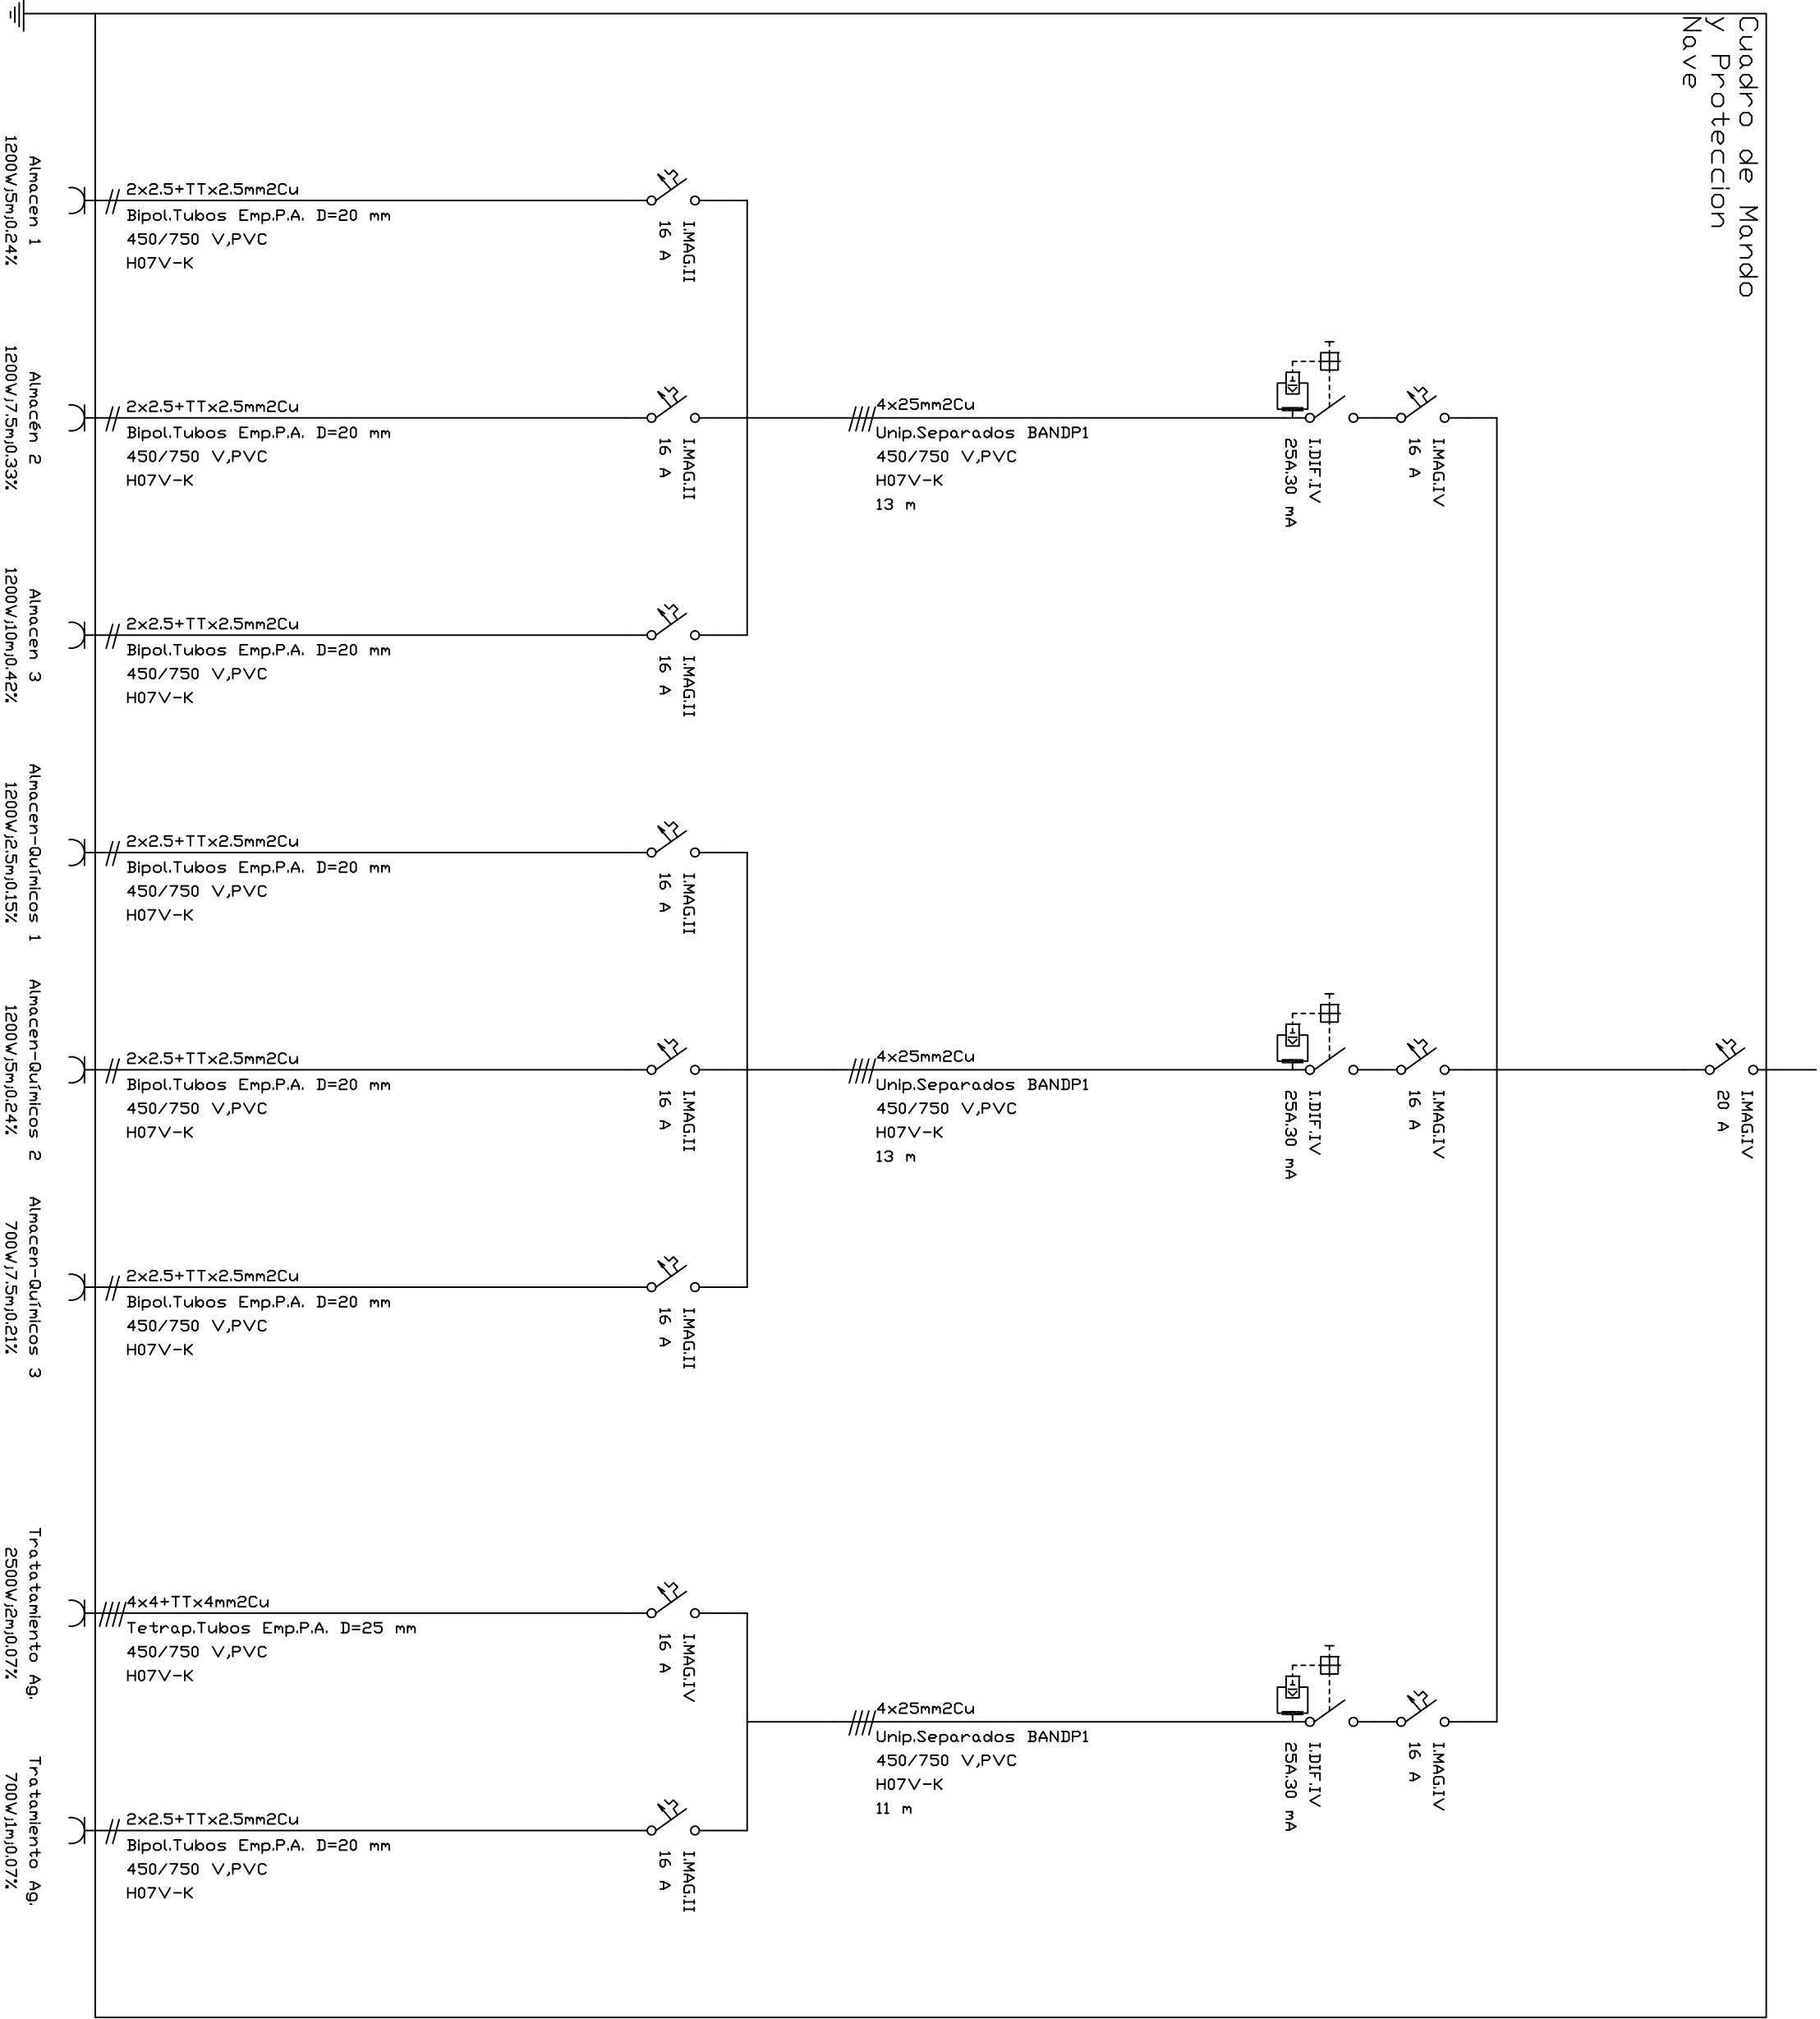 Cuadro de Mando
y Proteccion
Nave
I.MAG.IV
20 A
I.MAG.IV
16 A
I.DIF.IV
25A.30 mA
4x25mm2Cu
Unip.Separados BANDP1
450/750 V,PVC
H07V-K
13 m
I.MAG.IV
16 A
I.DIF.IV
25A.30 mA
4x25mm2Cu
Unip.Separados BANDP1
450/750 V,PVC
H07V-K
13 m
I.MAG.IV
16 A
I.DIF.IV
25A.30 mA
4x25mm2Cu
Unip.Separados BANDP1
450/750 V,PVC
H07V-K
11 m
I.MAG.II
16 A
2x2.5+TTx2.5mm2Cu
Bipol.Tubos Emp.P.A. D=20 mm
450/750 V,PVC
H07V-K
Almacen 1
1200W;5m;0.24%
I.MAG.II
16 A
2x2.5+TTx2.5mm2Cu
Bipol.Tubos Emp.P.A. D=20 mm
450/750 V,PVC
H07V-K
Almacén 2
1200W;7.5m;0.33%
I.MAG.II
16 A
2x2.5+TTx2.5mm2Cu
Bipol.Tubos Emp.P.A. D=20 mm
450/750 V,PVC
H07V-K
Almacen 3
1200W;10m;0.42%
I.MAG.II
16 A
2x2.5+TTx2.5mm2Cu
Bipol.Tubos Emp.P.A. D=20 mm
450/750 V,PVC
H07V-K
Almacen-Químicos 1
1200W;2.5m;0.15%
I.MAG.II
16 A
2x2.5+TTx2.5mm2Cu
Bipol.Tubos Emp.P.A. D=20 mm
450/750 V,PVC
H07V-K
Almacen-Químicos 2
1200W;5m;0.24%
I.MAG.II
16 A
2x2.5+TTx2.5mm2Cu
Bipol.Tubos Emp.P.A. D=20 mm
450/750 V,PVC
H07V-K
Almacen-Químicos 3
700W;7.5m;0.21%
I.MAG.IV
16 A
4x4+TTx4mm2Cu
Tetrap.Tubos Emp.P.A. D=25 mm
450/750 V,PVC
H07V-K
Tratatamiento Ag.
2500W;2m;0.07%
I.MAG.II
16 A
2x2.5+TTx2.5mm2Cu
Bipol.Tubos Emp.P.A. D=20 mm
450/750 V,PVC
H07V-K
Tratamiento Ag.
700W;1m;0.07%